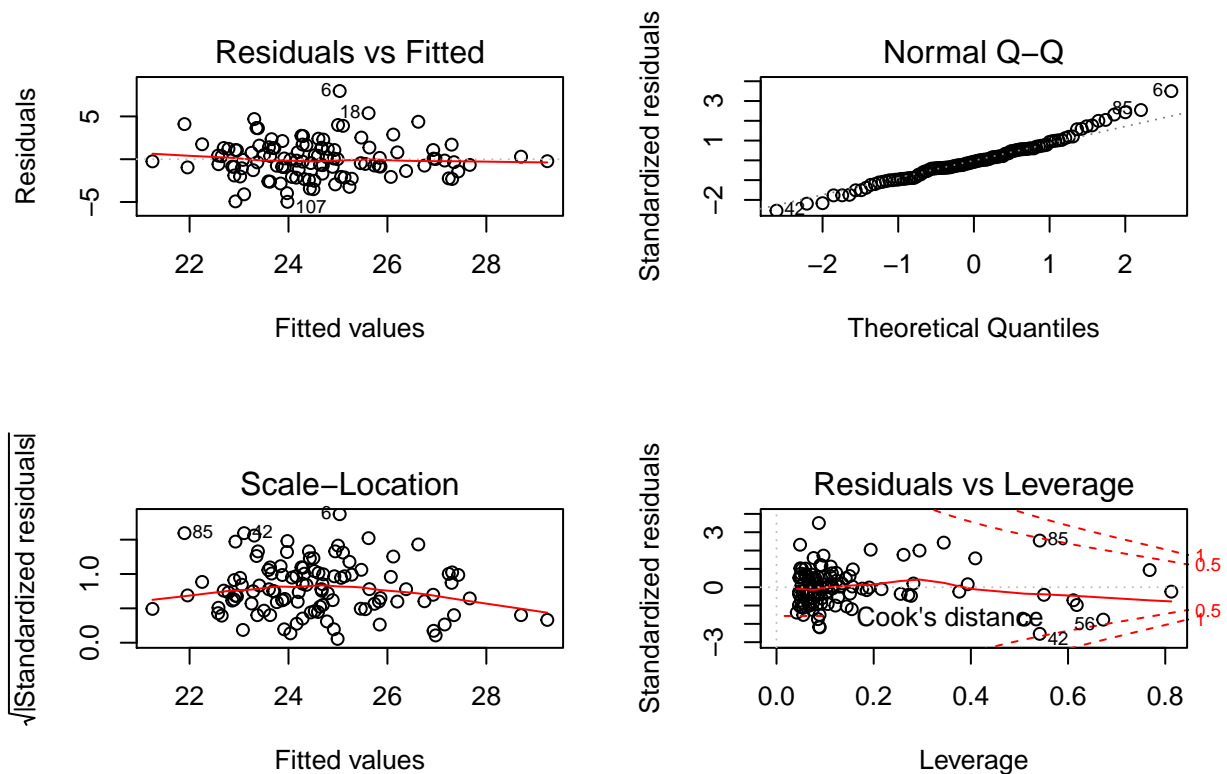 Residuals vs Fitted
Residuals
5
−5
6
18
107
22 24 26 28
Fitted values
Normal Q−Q
Standardized residuals
3
1
−2
6
85
42
−2 −1 0 1 2
Theoretical Quantiles
Scale−Location
√|Standardized residuals|
1.0
0.0
6
85
42
22 24 26 28
Fitted values
Residuals vs Leverage
Standardized residuals
3
0
−3
85
1
0.5
0.5
1
Cook's distance
56
42
0.0 0.2 0.4 0.6 0.8
Leverage